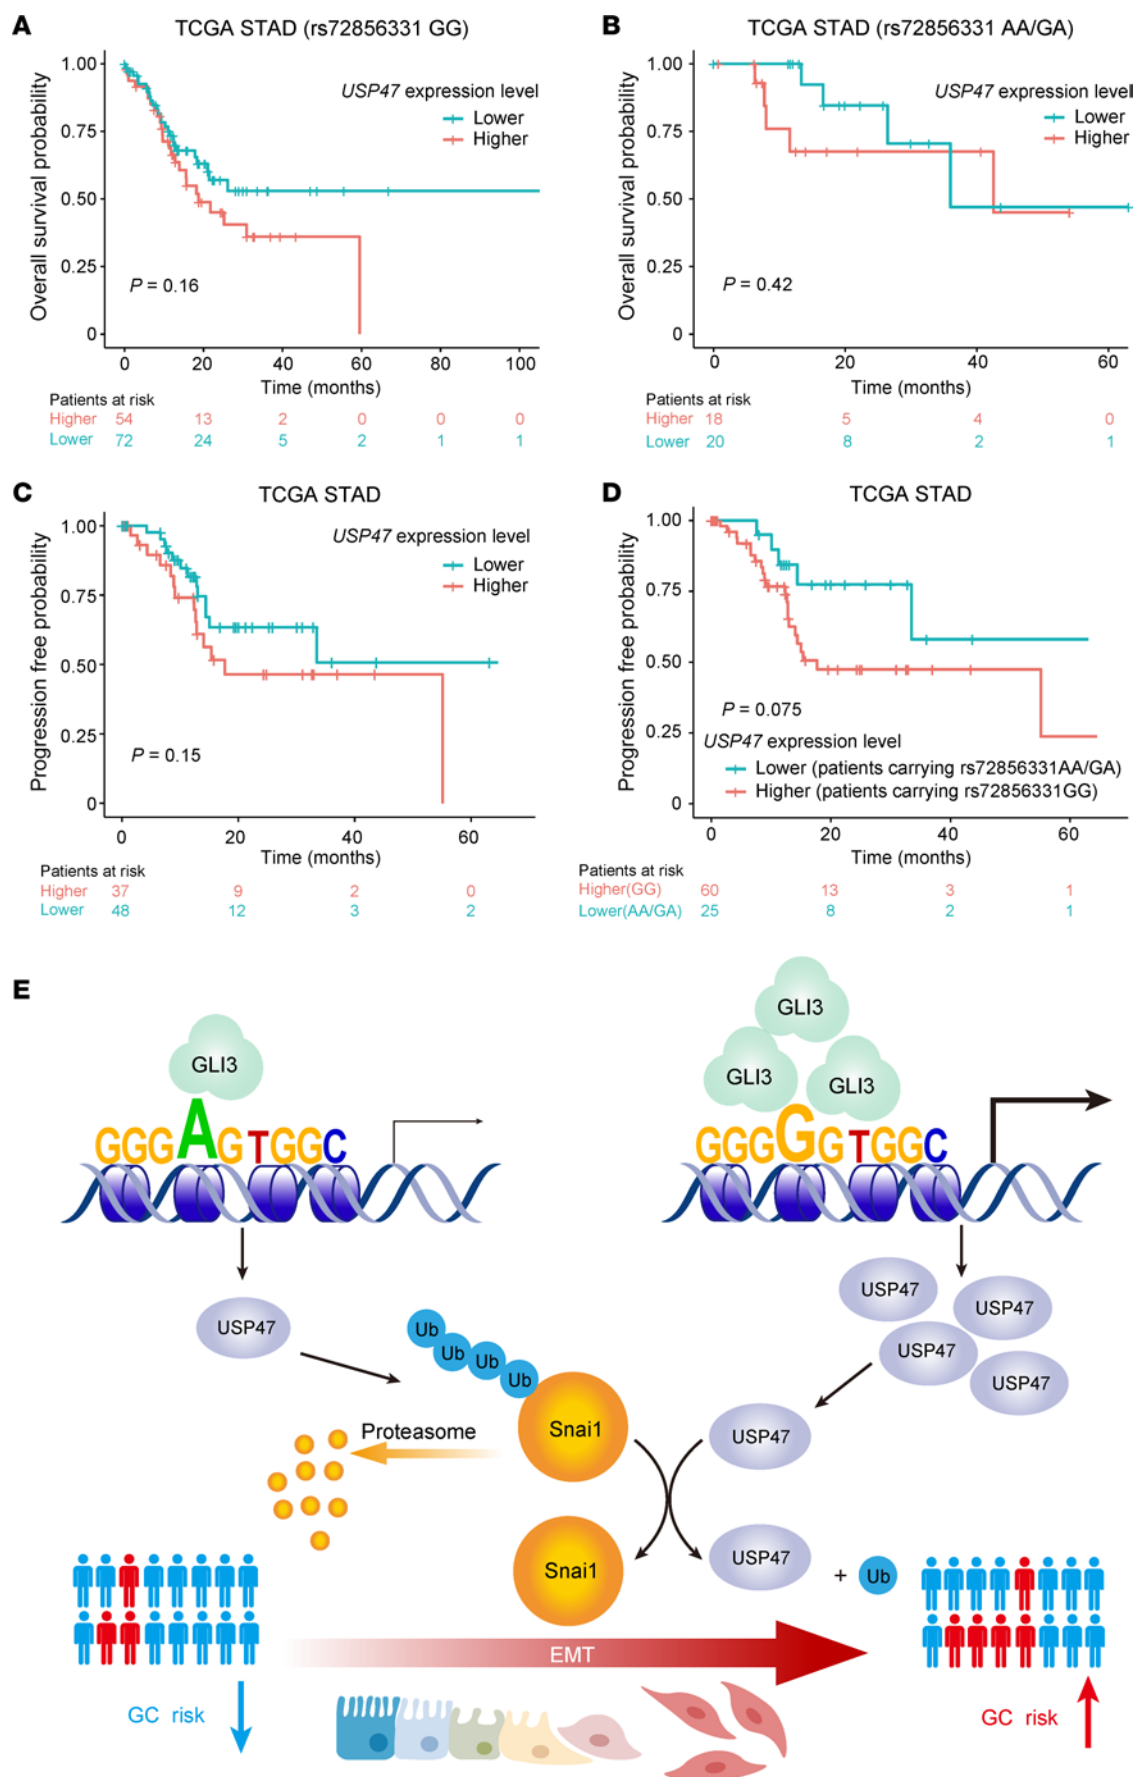 A
TCGA STAD (rs72856331 GG)
Overall survival probability
1.00
0.75
0.50
0.25
0
USP47 expression level
Lower
Higher
P = 0.16
0 20 40 60 80 100
Time (months)
Patients at risk
Higher 54 13 2 0 0 0
Lower 72 24 5 2 1 1
B
TCGA STAD (rs72856331 AA/GA)
Overall survival probability
1.00
0.75
0.50
0.25
0
USP47 expression level
Lower
Higher
P = 0.42
0 20 40 60
Time (months)
Patients at risk
Higher 18 5 4 0
Lower 20 8 2 1
C
TCGA STAD
Progression free probability
1.00
0.75
0.50
0.25
0
USP47 expression level
Lower
Higher
P = 0.15
0 20 40 60
Time (months)
Patients at risk
Higher 37 9 2 0
Lower 48 12 3 2
D
TCGA STAD
Progression free probability
1.00
0.75
0.50
0.25
0
P = 0.075
USP47 expression level
Lower (patients carrying rs72856331AA/GA)
Higher (patients carrying rs72856331GG)
0 20 40 60
Time (months)
Patients at risk
Higher(GG) 60 13 3 1
Lower(AA/GA) 25 8 2 1
E
GLI3
GGGAGTGGC
GLI3
GLI3
GLI3
GGGGGTGGC
USP47
USP47
USP47
USP47
USP47
Ub
Ub
Ub
Ub
Snai1
Proteasome
USP47
Snai1
USP47
+
Ub
EMT
GC risk
GC risk